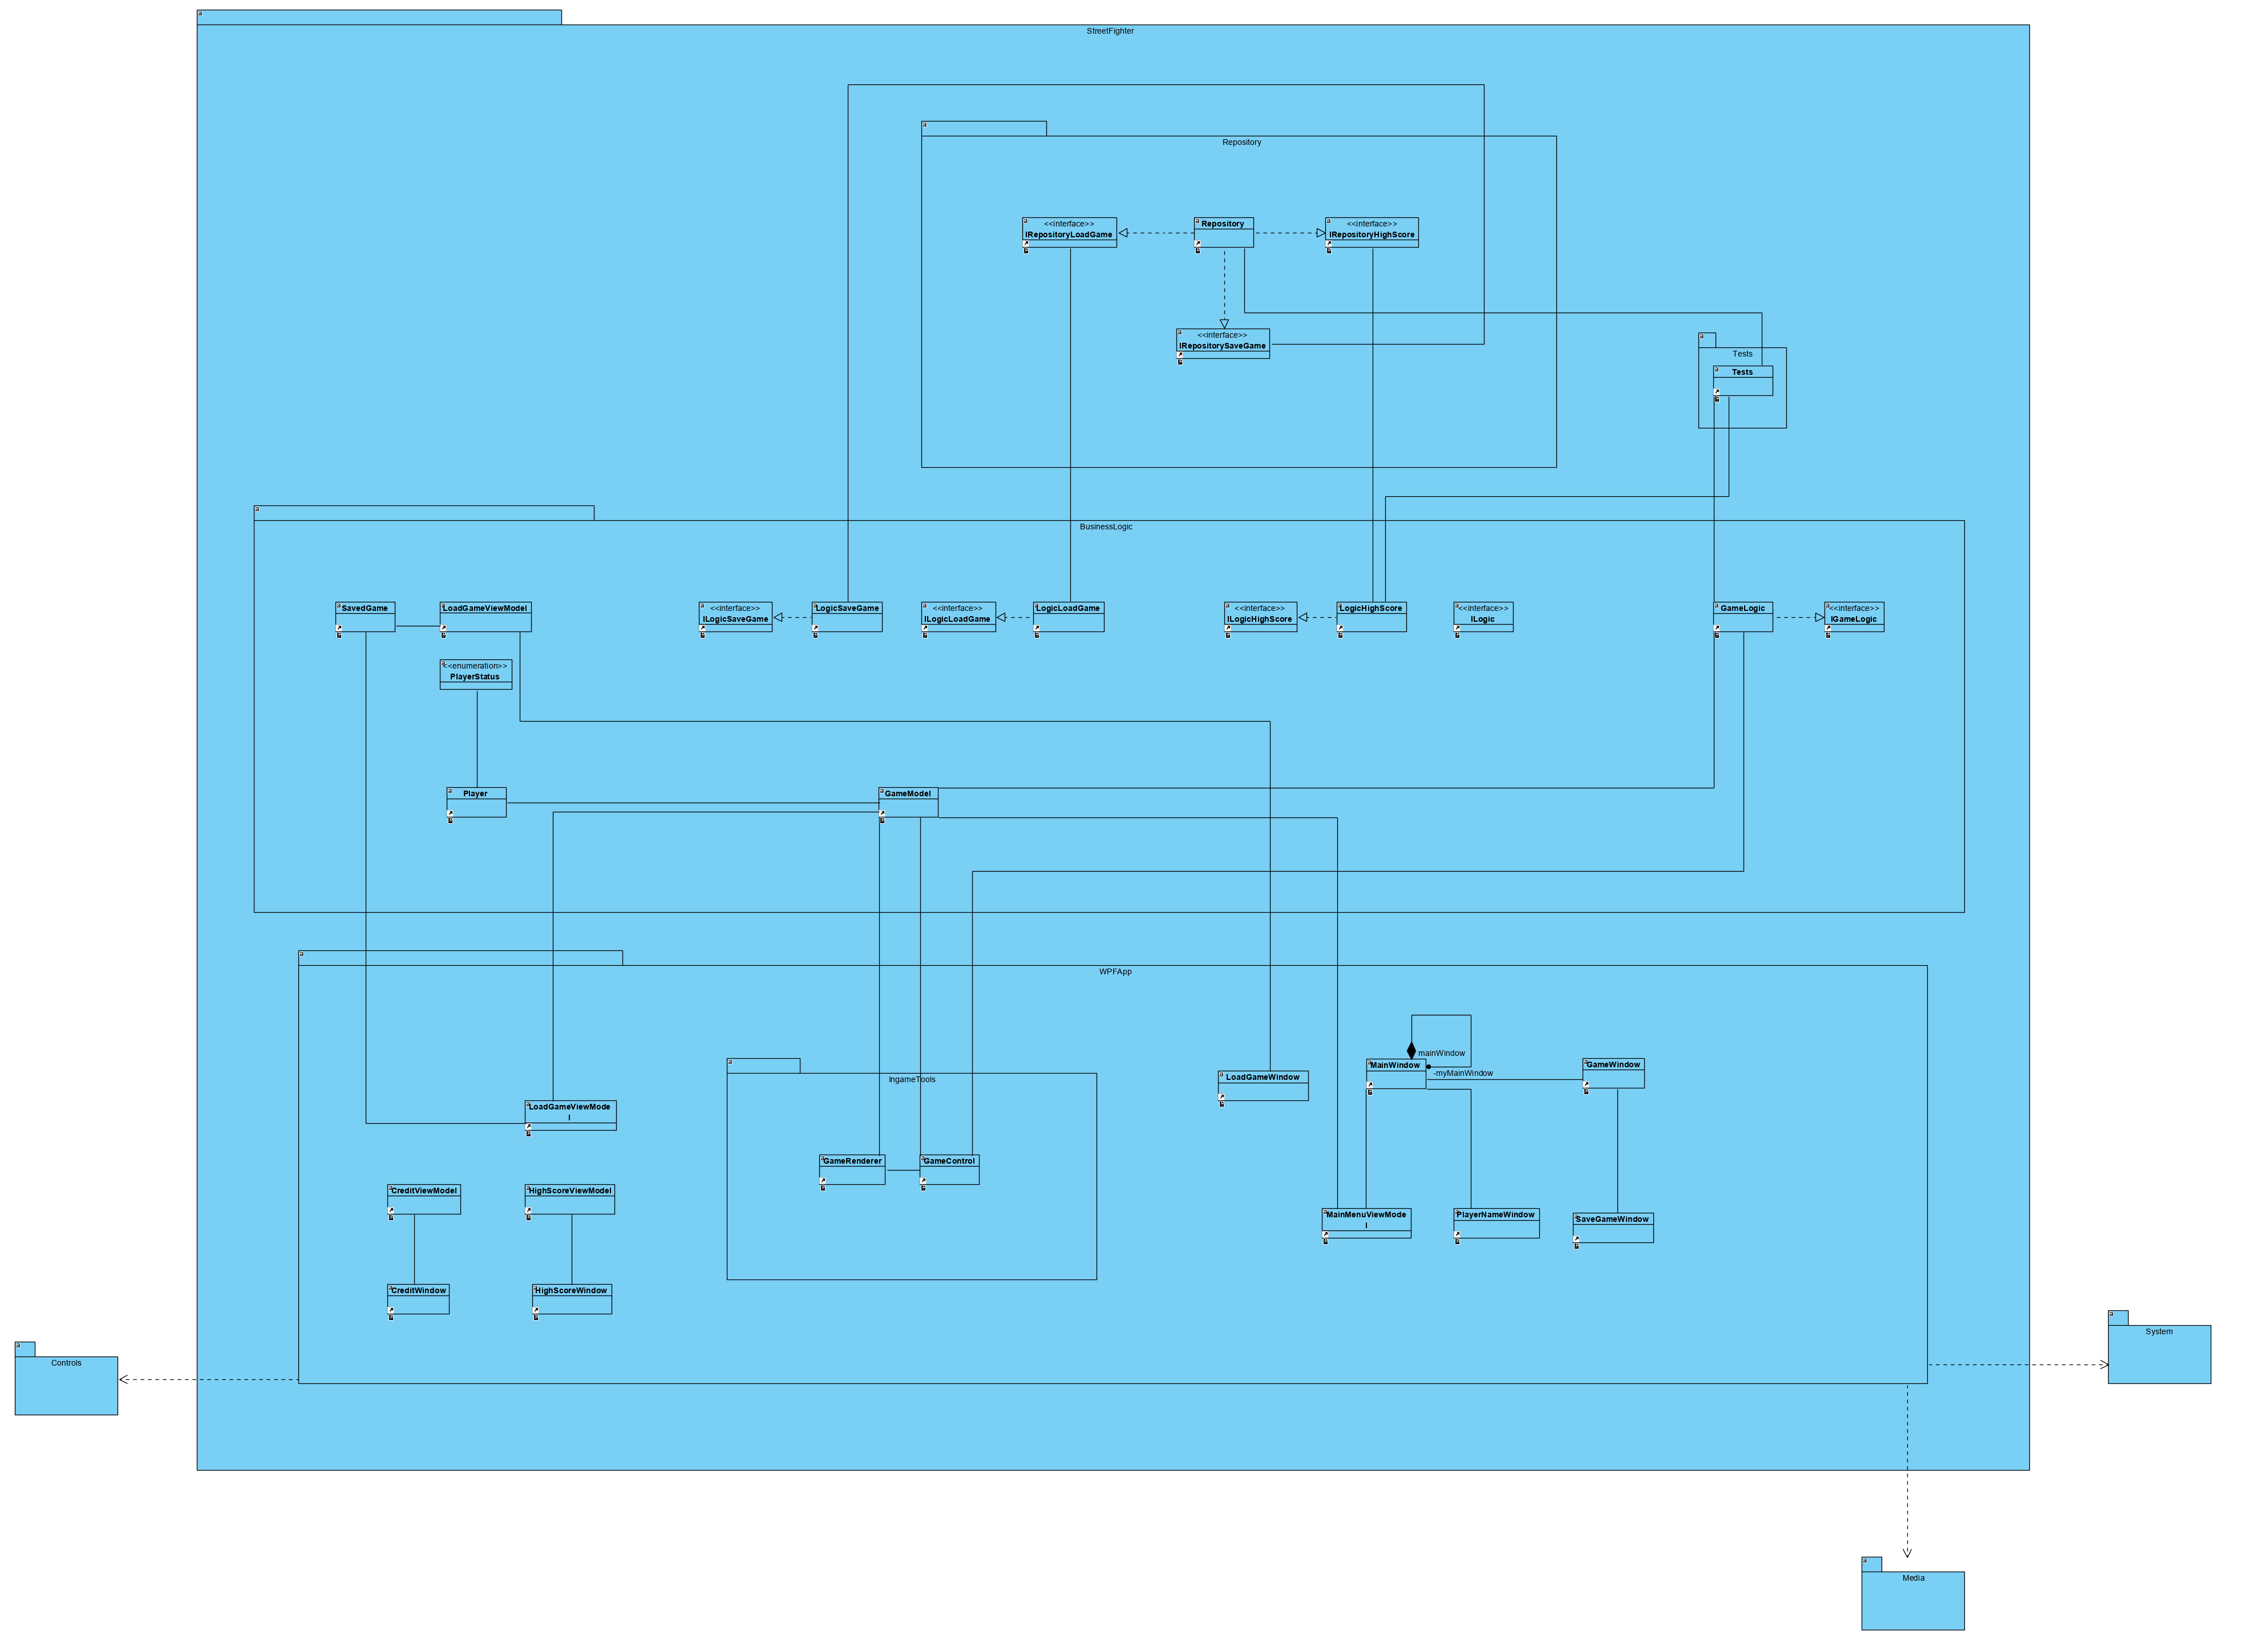 a
StreetFighter
a
Repository
a
<<interface>>
IRepositoryLoadGame
a
Repository
a
<<interface>>
IRepositoryHighScore
a
<<interface>>
IRepositorySaveGame
a
Tests
a
Tests
a
BusinessLogic
a
SavedGame
a
LoadGameViewModel
a
<<interface>>
ILogicSaveGame
a
LogicSaveGame
a
<<interface>>
ILogicLoadGame
a
LogicLoadGame
a
<<interface>>
ILogicHighScore
a
LogicHighScore
a
<<interface>>
ILogic
a
GameLogic
a
<<interface>>
IGameLogic
a
<<enumeration>>
PlayerStatus
a
Player
a
GameModel
a
WPFApp
a
IngameTools
a
LoadGameWindow
mainWindow
a
MainWindow
-myMainWindow
a
GameWindow
a
LoadGameViewMode
l
a
GameRenderer
a
GameControl
a
CreditViewModel
a
HighScoreViewModel
a
MainMenuViewMode
l
a
PlayerNameWindow
a
SaveGameWindow
a
CreditWindow
a
HighScoreWindow
a
Controls
a
System
a
Media